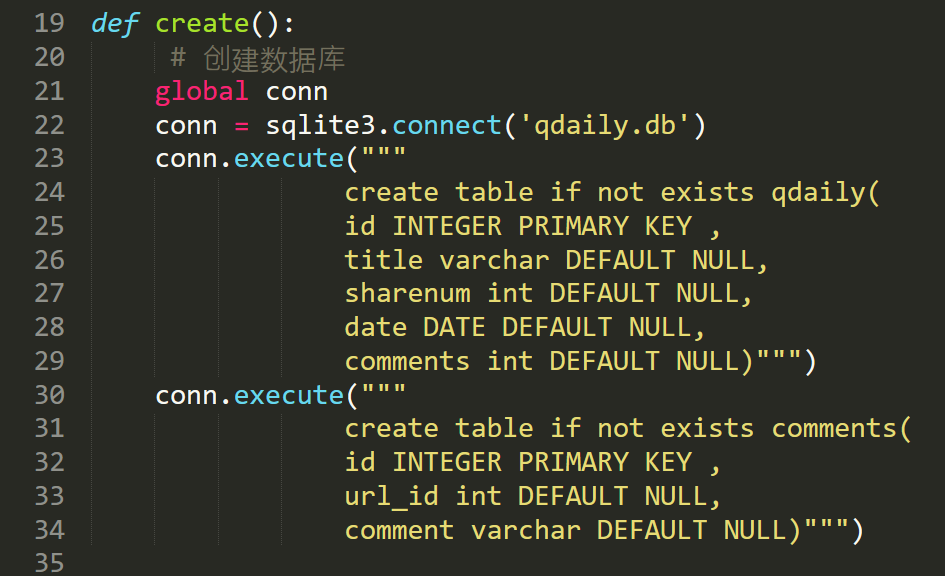 19 def create():
20 # 创建数据库
21 global conn
22 conn = sqlite3.connect('qdaily.db')
23 conn.execute("""
24 create table if not exists qdaily(
25 id INTEGER PRIMARY KEY ,
26 title varchar DEFAULT NULL,
27 sharenum int DEFAULT NULL,
28 date DATE DEFAULT NULL,
29 comments int DEFAULT NULL)""")
30 conn.execute("""
31 create table if not exists comments(
32 id INTEGER PRIMARY KEY ,
33 url_id int DEFAULT NULL,
34 comment varchar DEFAULT NULL)""")
35